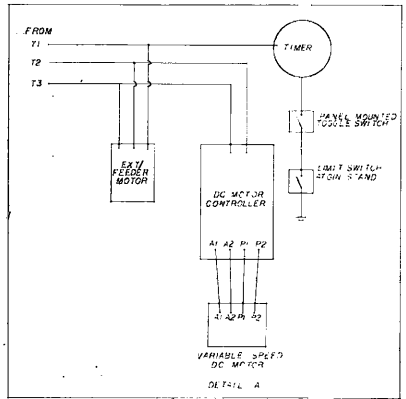 FROM
T1
TIMER
T2
T3
PANEL MOUNTED
TOGGLE SWITCH
EXT/
FEEDER
MOTOR
LIMIT SWITCH
AT GIN STAND
DC MOTOR
CONTROLLER
A1 A2 P1 P2
A1 A2 P1 P2
VARIABLE SPEED
DC MOTOR
DETAIL A